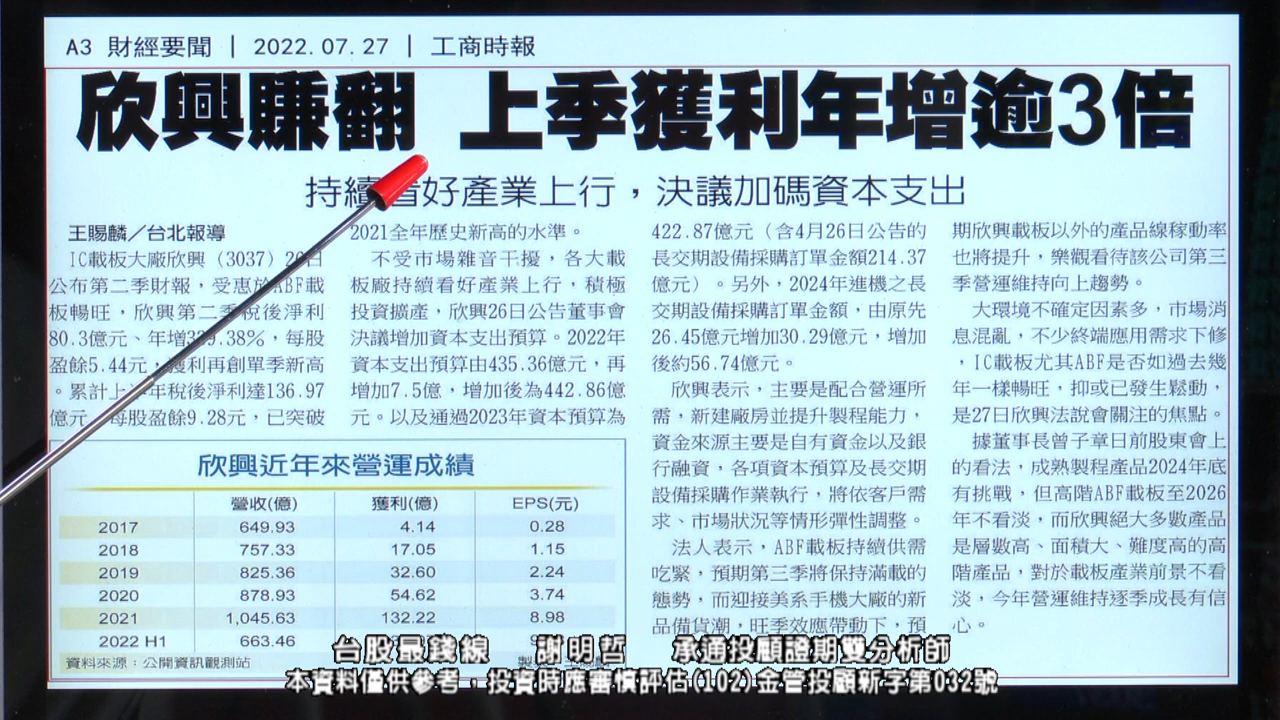 A3 財經要聞 | 2022.07.27 | 工商時報
欣興賺翻 上季獲利年增逾3倍
持續看好產業上行，決議加碼資本支出
王賜麟／台北報導
IC載板大廠欣興（3037）26日
公布第二季財報，受惠於ABF載
板暢旺，欣興第二季稅後淨利
80.3億元、年增339.38%，每股
盈餘5.44元，獲利再創單季新高
。累計上半年稅後淨利達136.97
億元，每股盈餘9.28元，已突破
2021全年歷史新高的水準。
不受市場雜音干擾，各大載
板廠持續看好產業上行，積極
投資擴產，欣興26日公告董事會
決議增加資本支出預算。2022年
資本支出預算由435.36億元，再
增加7.5億，增加後為442.86億
元。以及通過2023年資本預算為
422.87億元（含4月26日公告的
長交期設備採購訂單金額214.37
億元）。另外，2024年進機之長
交期設備採購訂單金額，由原先
26.45億元增加30.29億元，增加
後約56.74億元。
欣興表示，主要是配合營運所
需，新建廠房並提升製程能力，
資金來源主要是自有資金以及銀
行融資，各項資本預算及長交期
設備採購作業執行，將依客戶需
求、市場狀況等情形彈性調整。
法人表示，ABF載板持續供需
吃緊，預期第三季將保持滿載的
態勢，而迎接美系手機大廠的新
品備貨潮，旺季效應帶動下，預
期欣興載板以外的產品線稼動率
也將提升，樂觀看待該公司第三
季營運維持向上趨勢。
大環境不確定因素多，市場消
息混亂，不少終端應用需求下修
，IC載板尤其ABF是否如過去幾
年一樣暢旺，抑或已發生鬆動，
是27日欣興法說會關注的焦點。
據董事長曾子章日前股東會上
的看法，成熟製程產品2024年底
有挑戰，但高階ABF載板至2026
年不看淡，而欣興絕大多數產品
是層數高、面積大、難度高的高
階產品，對於載板產業前景不看
淡，今年營運維持逐季成長有信
心。
欣興近年來營運成績
營收(億) 獲利(億) EPS(元)
2017 649.93 4.14 0.28
2018 757.33 17.05 1.15
2019 825.36 32.60 2.24
2020 878.93 54.62 3.74
2021 1,045.63 132.22 8.98
2022 H1 663.46
資料來源：公開資訊觀測站
台股最錢線 謝明哲 承通投顧證期雙分析師
本資料僅供參考，投資時應審慎評估(102)金管投顧新字第032號